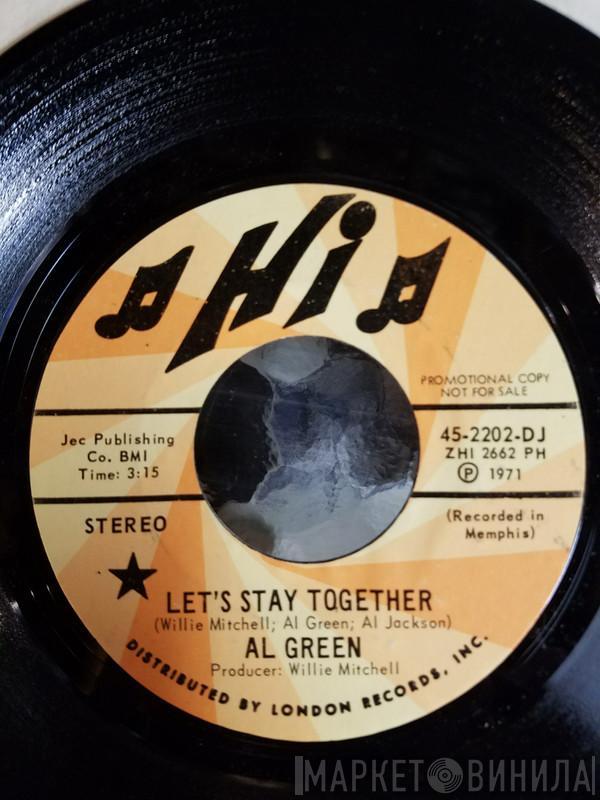 Hi
PROMOTIONAL COPY
NOT FOR SALE
Jec Publishing
Co. BMI
Time: 3:15
45-2202-DJ
ZHI 2662 PH
Ⓟ 1971
STEREO
(Recorded in
Memphis)
LET'S STAY TOGETHER
(Willie Mitchell; Al Green; Al Jackson)
AL GREEN
Producer: Willie Mitchell
DISTRIBUTED BY LONDON RECORDS, INC.
МАРКЕТ ВИНИЛА